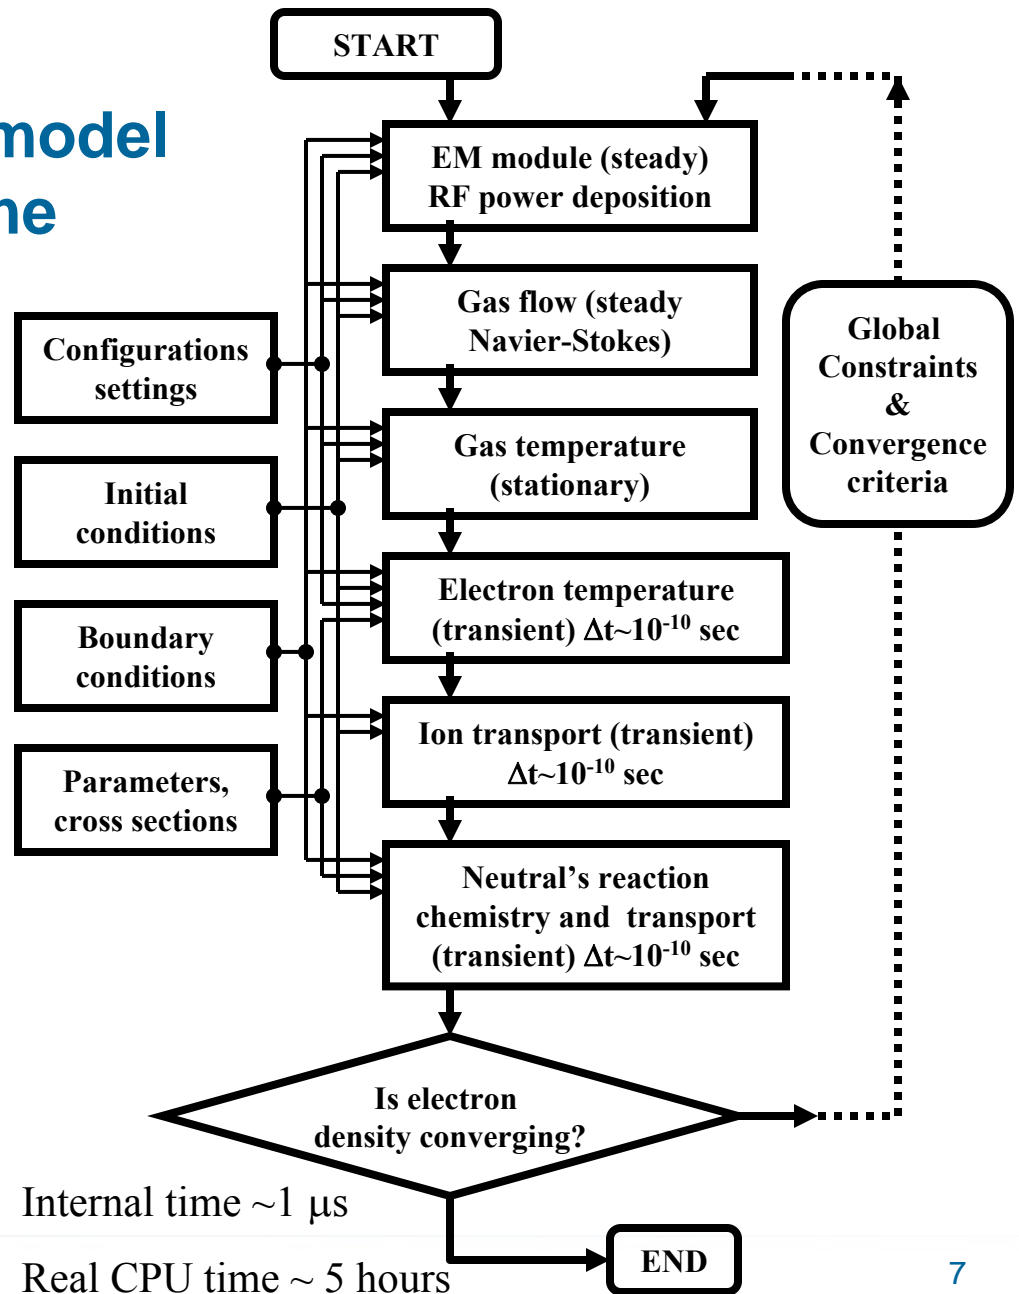 START
model
me
EM module (steady)
RF power deposition
Gas flow (steady
Navier-Stokes)
Gas temperature
(stationary)
Electron temperature
(transient) Δt~10⁻¹⁰ sec
Ion transport (transient)
Δt~10⁻¹⁰ sec
Neutral’s reaction
chemistry and transport
(transient) Δt~10⁻¹⁰ sec
Is electron
density converging?
END
Configurations
settings
Initial
conditions
Boundary
conditions
Parameters,
cross sections
Global
Constraints
&
Convergence
criteria
Internal time ~1 μs
Real CPU time ~ 5 hours
7